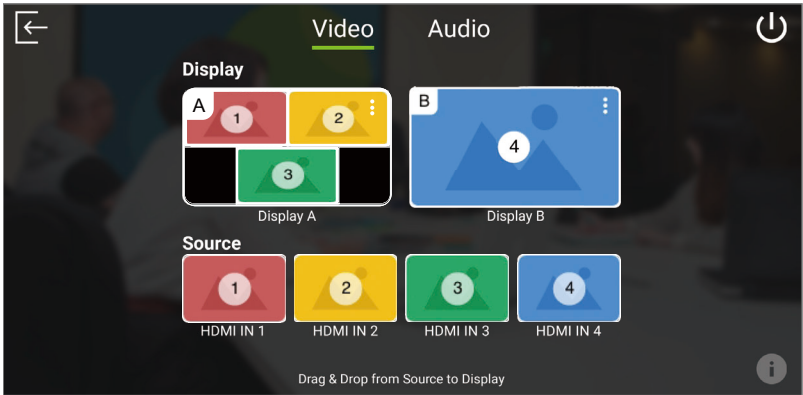 Video Audio
Display
A 1 2 3
B 4
Display A Display B
Source
1 2 3 4
HDMI IN 1 HDMI IN 2 HDMI IN 3 HDMI IN 4
Drag & Drop from Source to Display
i